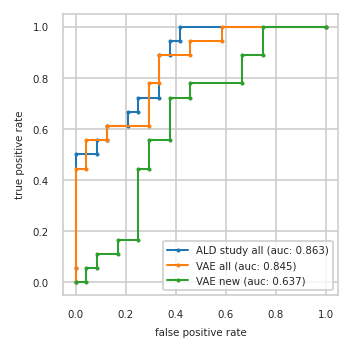 1.0
0.8
0.6
0.4
0.2
0.0
true positive rate
ALD study all (auc: 0.863)
VAE all (auc: 0.845)
VAE new (auc: 0.637)
0.0 0.2 0.4 0.6 0.8 1.0
false positive rate